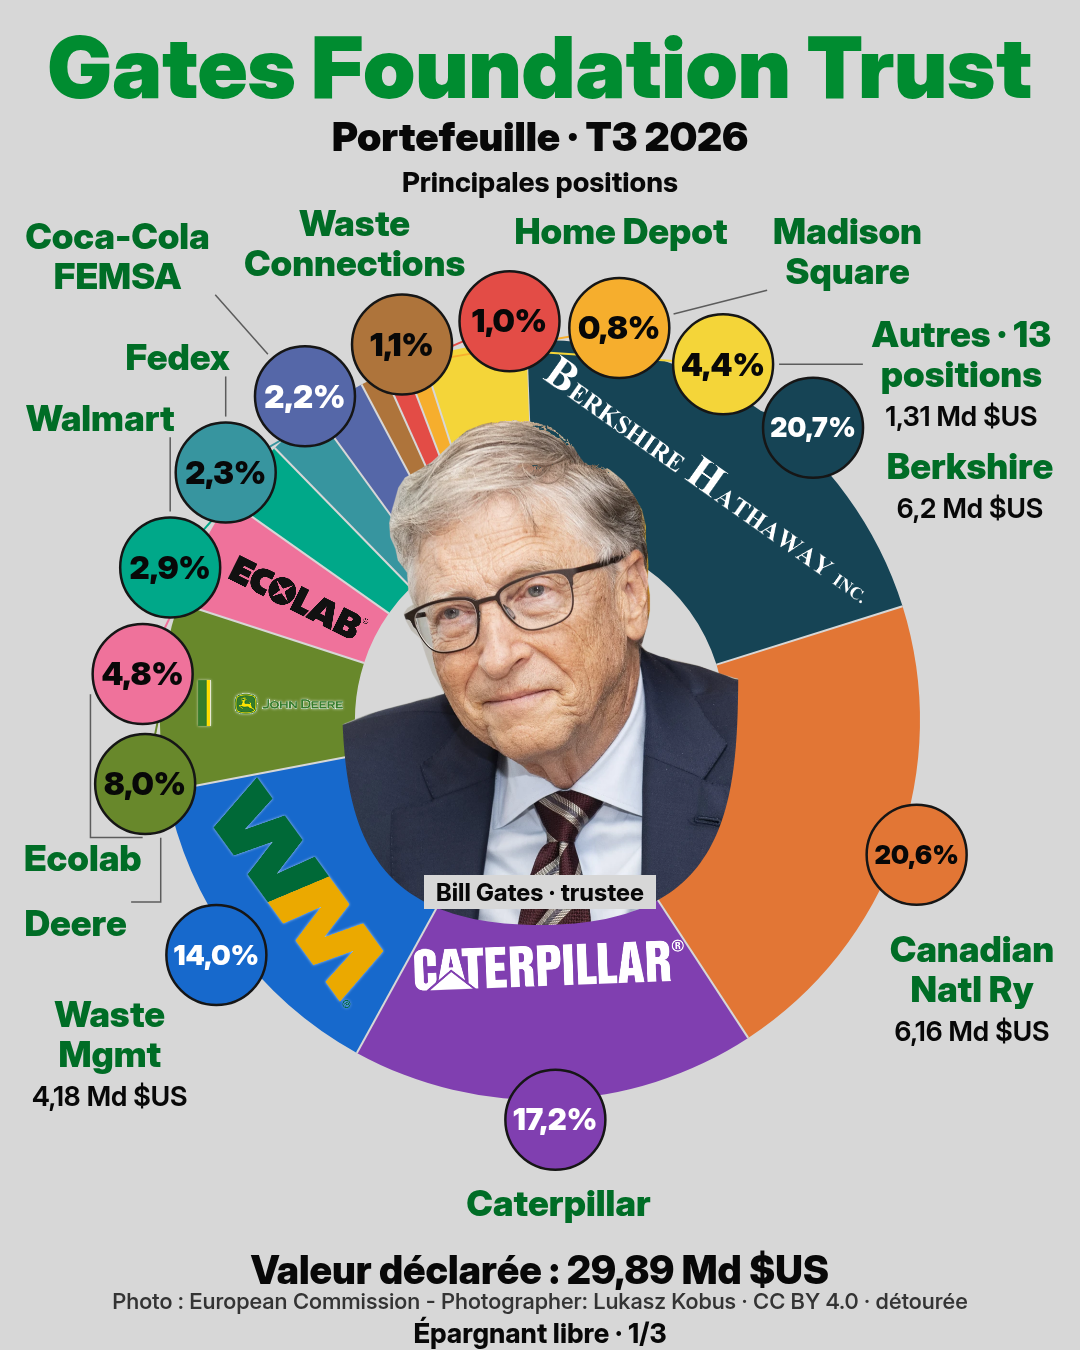 Gates Foundation Trust
Portefeuille · T3 2026
Principales positions
Coca-Cola
FEMSA
Waste
Connections
Home Depot
Madison
Square
Fedex
Walmart
Autres · 13
positions
1,31 Md $US
Berkshire
6,2 Md $US
1,0%
0,8%
1,1%
4,4%
2,2%
20,7%
2,3%
2,9%
4,8%
8,0%
BERKSHIRE HATHAWAY INC.
ECOLAB®
JOHN DEERE
WM®
Ecolab
Deere
14,0%
Waste
Mgmt
4,18 Md $US
20,6%
Canadian
Natl Ry
6,16 Md $US
Bill Gates · trustee
CATERPILLAR®
17,2%
Caterpillar
Valeur déclarée : 29,89 Md $US
Photo : European Commission - Photographer: Lukasz Kobus · CC BY 4.0 · détourée
Épargnant libre · 1/3